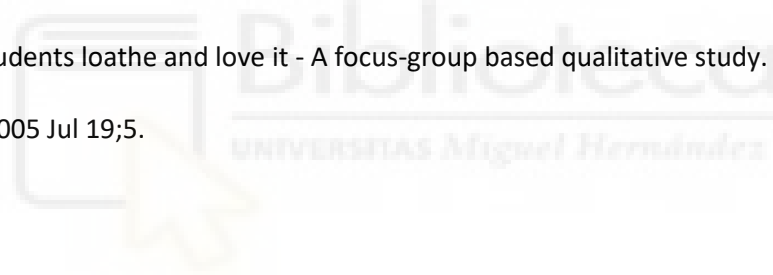 udents loathe and love it - A focus-group based qualitative study.
Biblioteca
005 Jul 19;5.
UNIVERSITAS Miguel Hernández